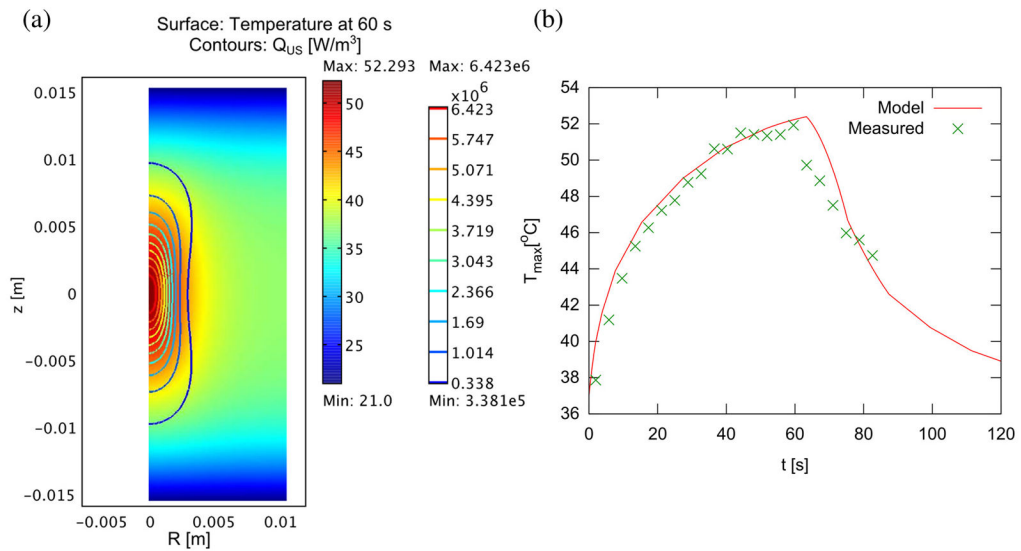 (a)
Surface: Temperature at 60 s
Contours: Q_US [W/m³]
Max: 52.293 Max: 6.423e6
×10⁶
0.015
0.01
0.005
0
−0.005
−0.01
−0.015
z [m]
−0.005 0 0.005 0.01
R [m]
50
45
40
35
30
25
Min: 21.0
6.423
5.747
5.071
4.395
3.719
3.043
2.366
1.69
1.014
0.338
Min: 3.381e5
(b)
54
52
50
48
46
44
42
40
38
36
T_max[°C]
Model
Measured
0 20 40 60 80 100 120
t [s]